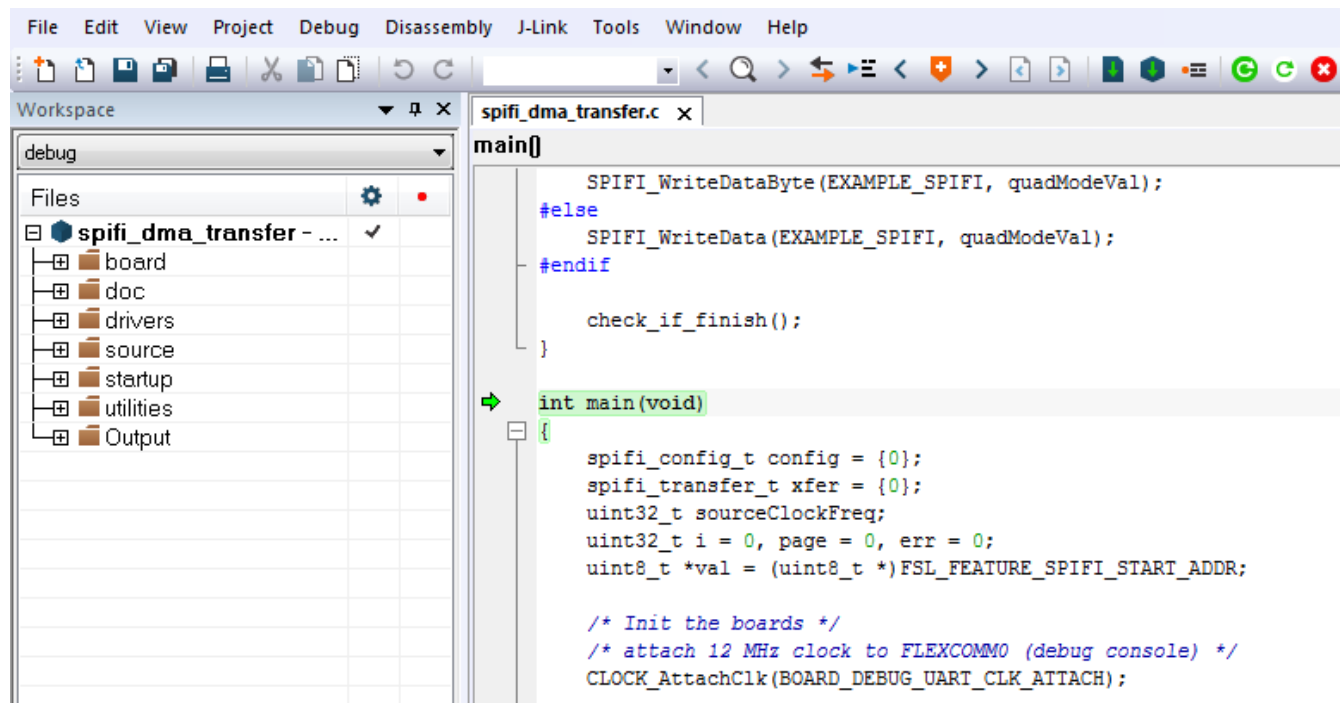 File Edit View Project Debug Disassembly J-Link Tools Window Help
Workspace
debug
Files
spifi_dma_transfer - ...
board
doc
drivers
source
startup
utilities
Output
spifi_dma_transfer.c
main()
SPIFI_WriteDataByte(EXAMPLE_SPIFI, quadModeVal);
#else
SPIFI_WriteData(EXAMPLE_SPIFI, quadModeVal);
#endif
check_if_finish();
}
int main(void)
{
spifi_config_t config = {0};
spifi_transfer_t xfer = {0};
uint32_t sourceClockFreq;
uint32_t i = 0, page = 0, err = 0;
uint8_t *val = (uint8_t *)FSL_FEATURE_SPIFI_START_ADDR;
/* Init the boards */
/* attach 12 MHz clock to FLEXCOMM0 (debug console) */
CLOCK_AttachClk(BOARD_DEBUG_UART_CLK_ATTACH);